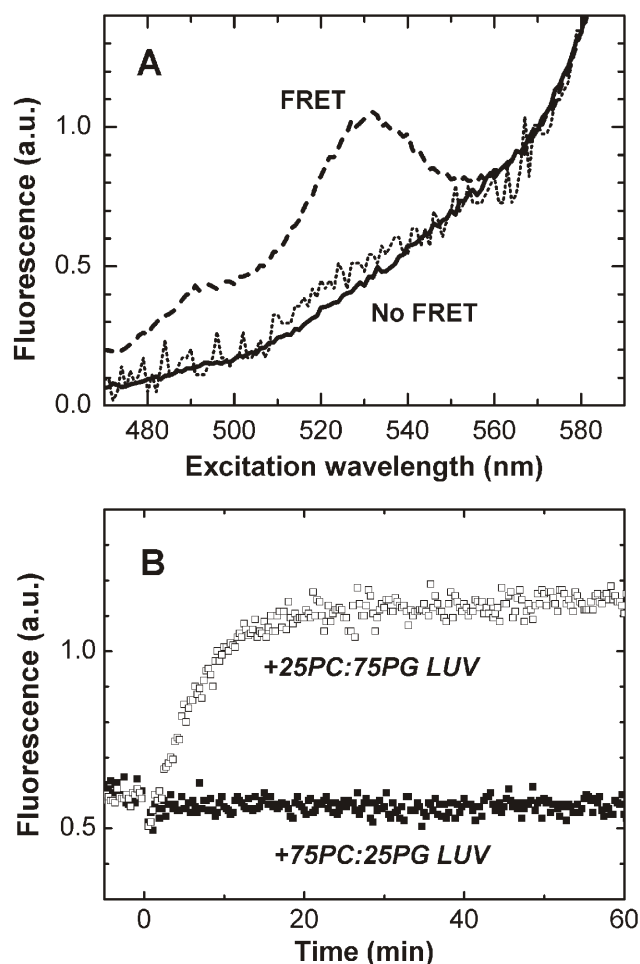 A
FRET
No FRET
Fluorescence (a.u.)
1.0
0.5
0.0
480 500 520 540 560 580
Excitation wavelength (nm)
B
+25PC:75PG LUV
+75PC:25PG LUV
Fluorescence (a.u.)
1.0
0.5
0 20 40 60
Time (min)